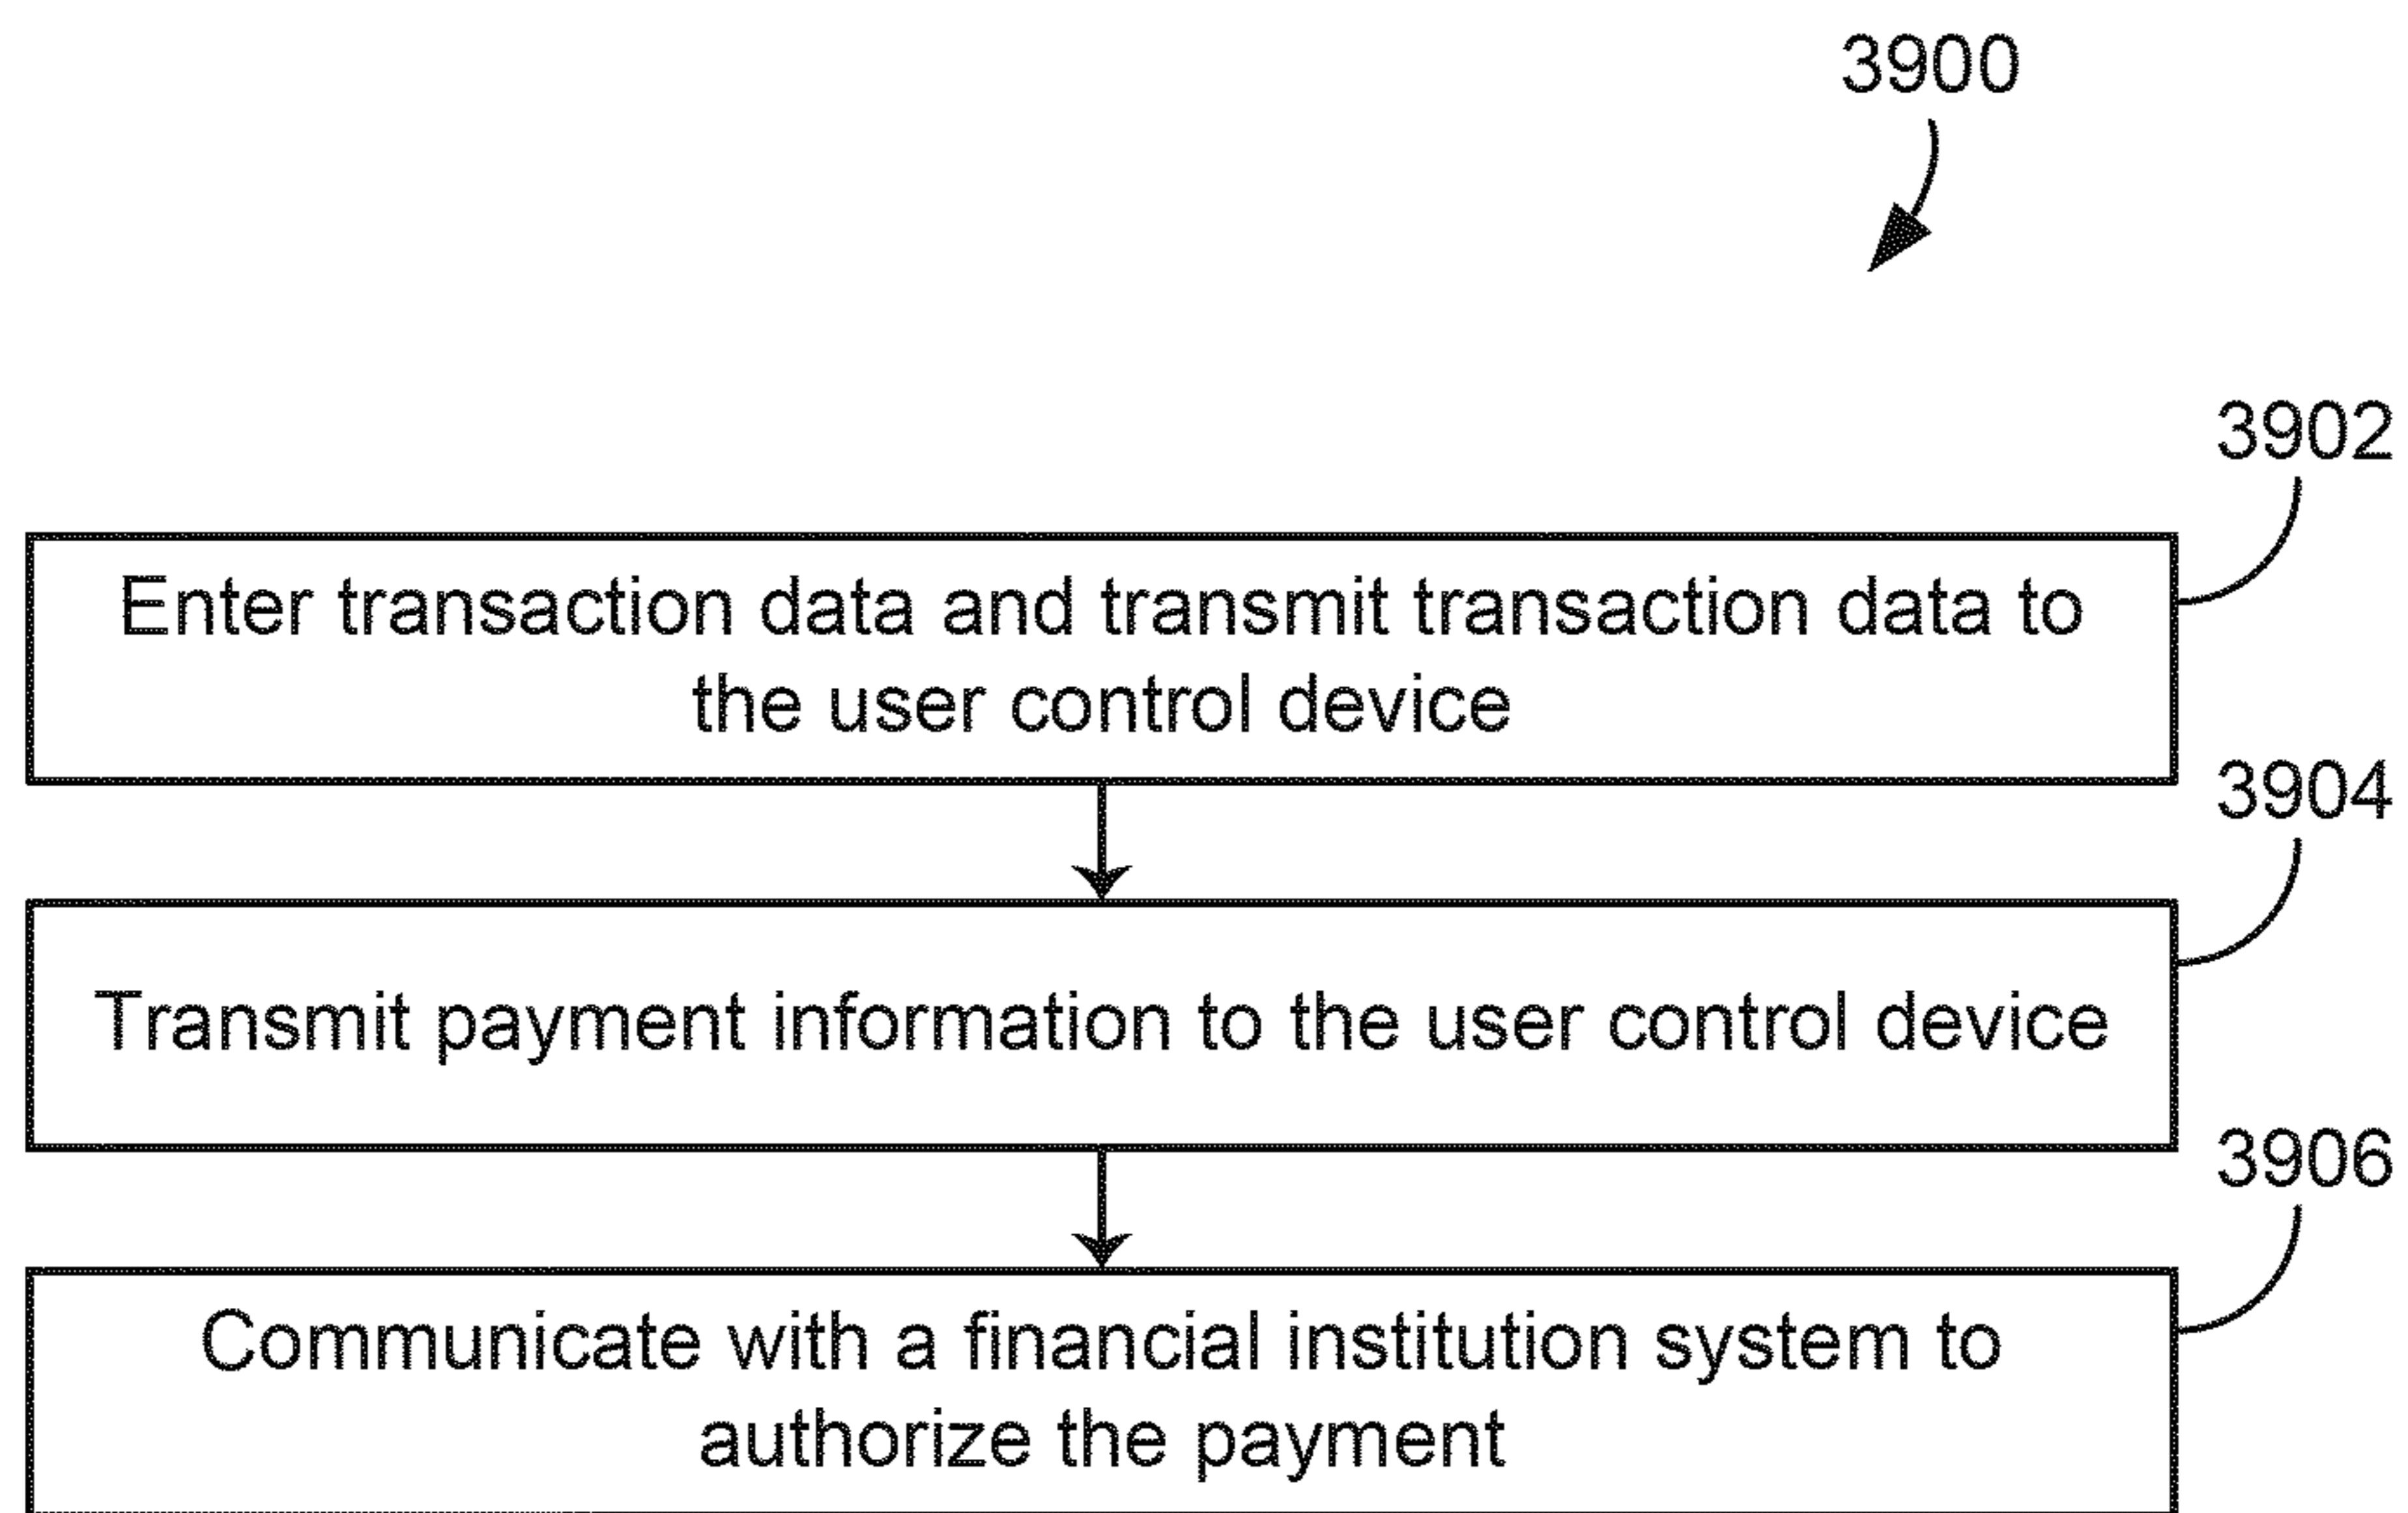 3900
3902
Enter transaction data and transmit transaction data to
the user control device
3904
Transmit payment information to the user control device
3906
Communicate with a financial institution system to
authorize the payment